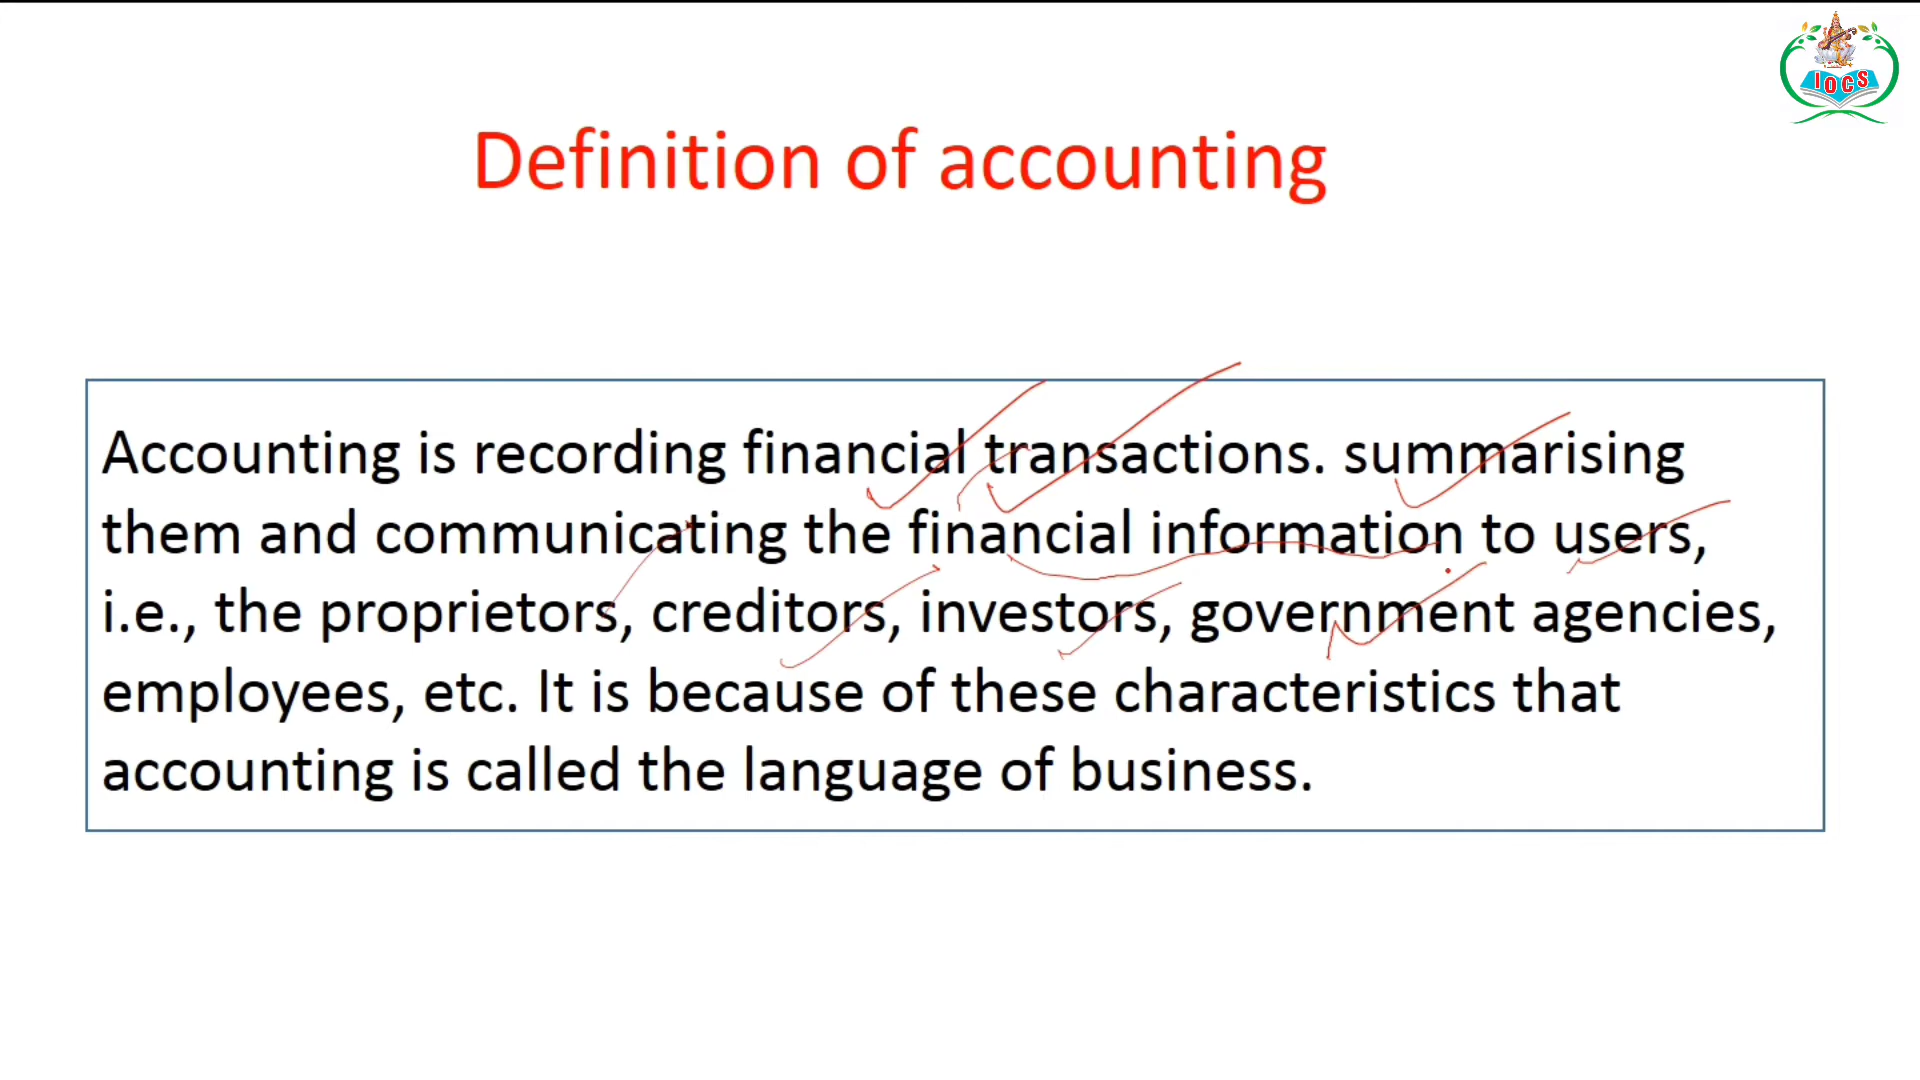 IOCS
Definition of accounting
Accounting is recording financial transactions. summarising
them and communicating the financial information to users,
i.e., the proprietors, creditors, investors, government agencies,
employees, etc. It is because of these characteristics that
accounting is called the language of business.